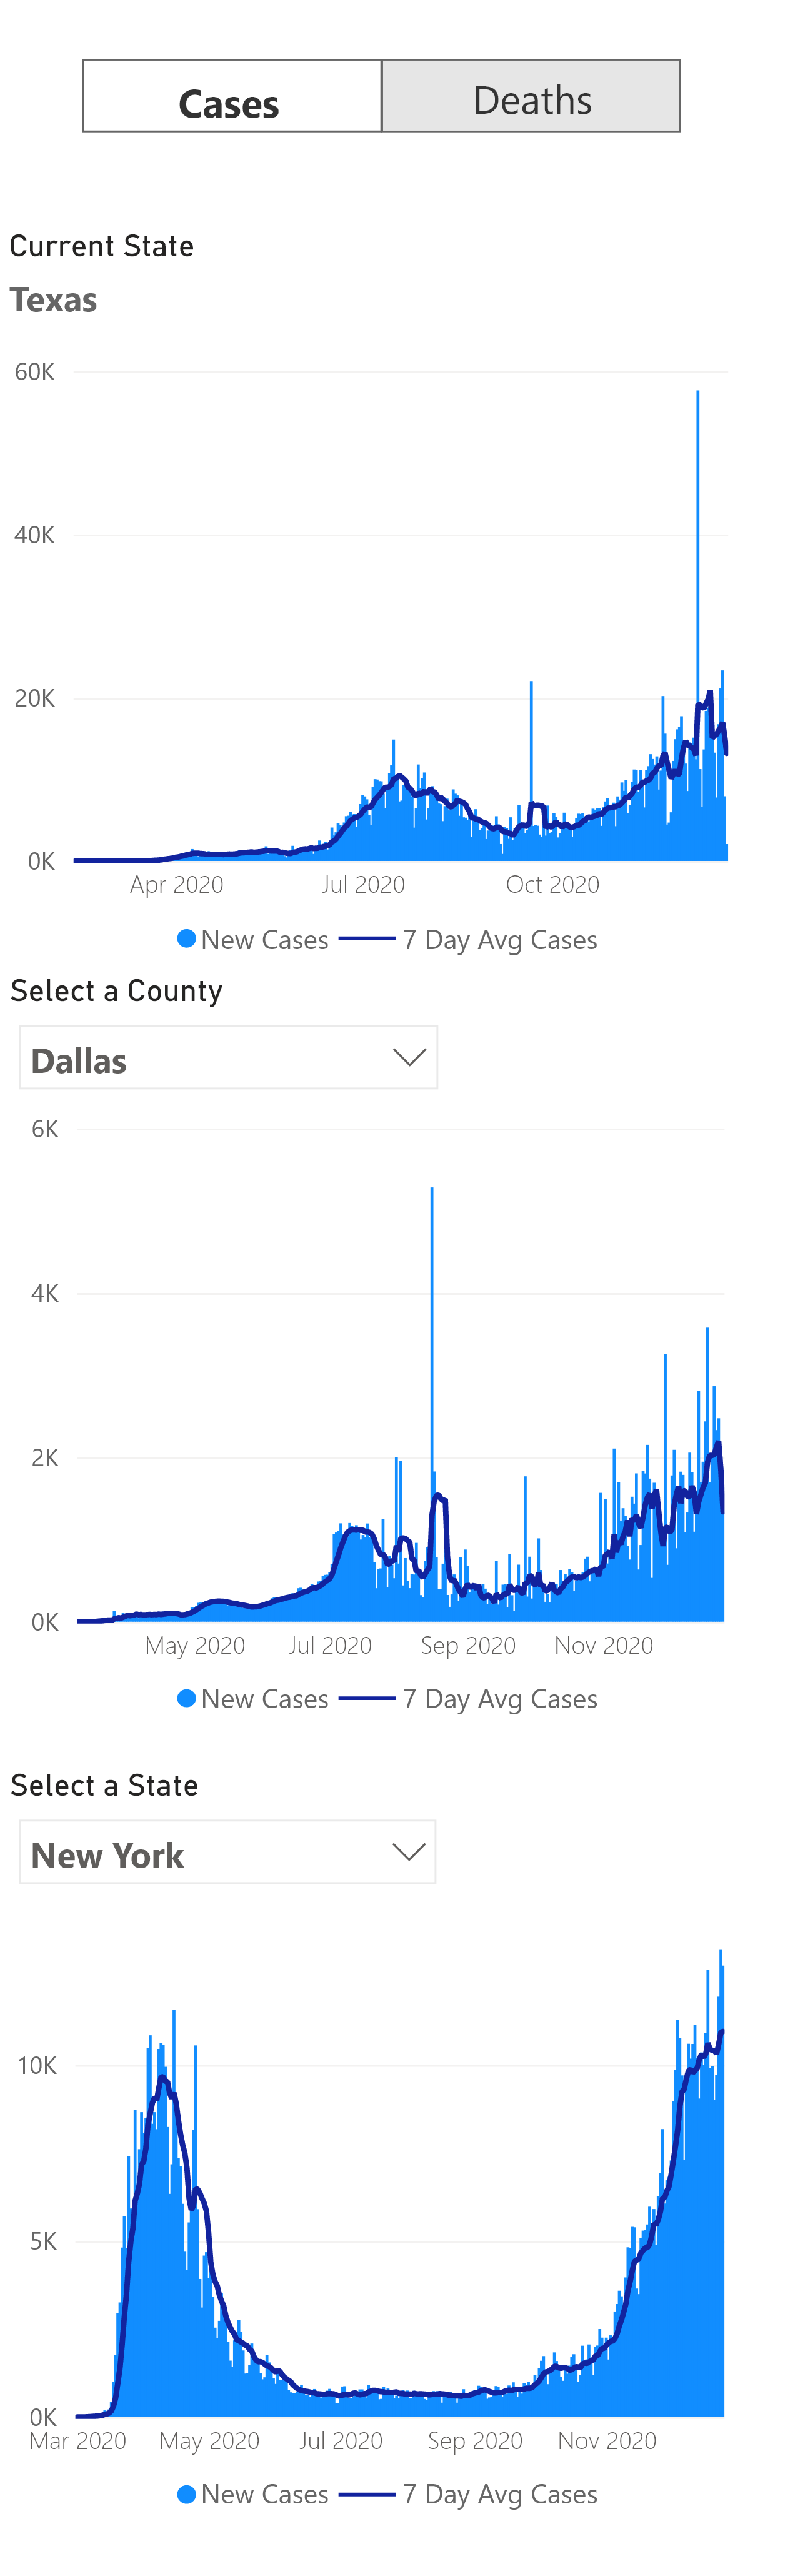 Cases Deaths
Current State
Texas
60K
40K
20K
0K
Apr 2020 Jul 2020 Oct 2020
New Cases 7 Day Avg Cases
Select a County
Dallas
6K
4K
2K
0K
May 2020 Jul 2020 Sep 2020 Nov 2020
New Cases 7 Day Avg Cases
Select a State
New York
10K
5K
0K
Mar 2020 May 2020 Jul 2020 Sep 2020 Nov 2020
New Cases 7 Day Avg Cases